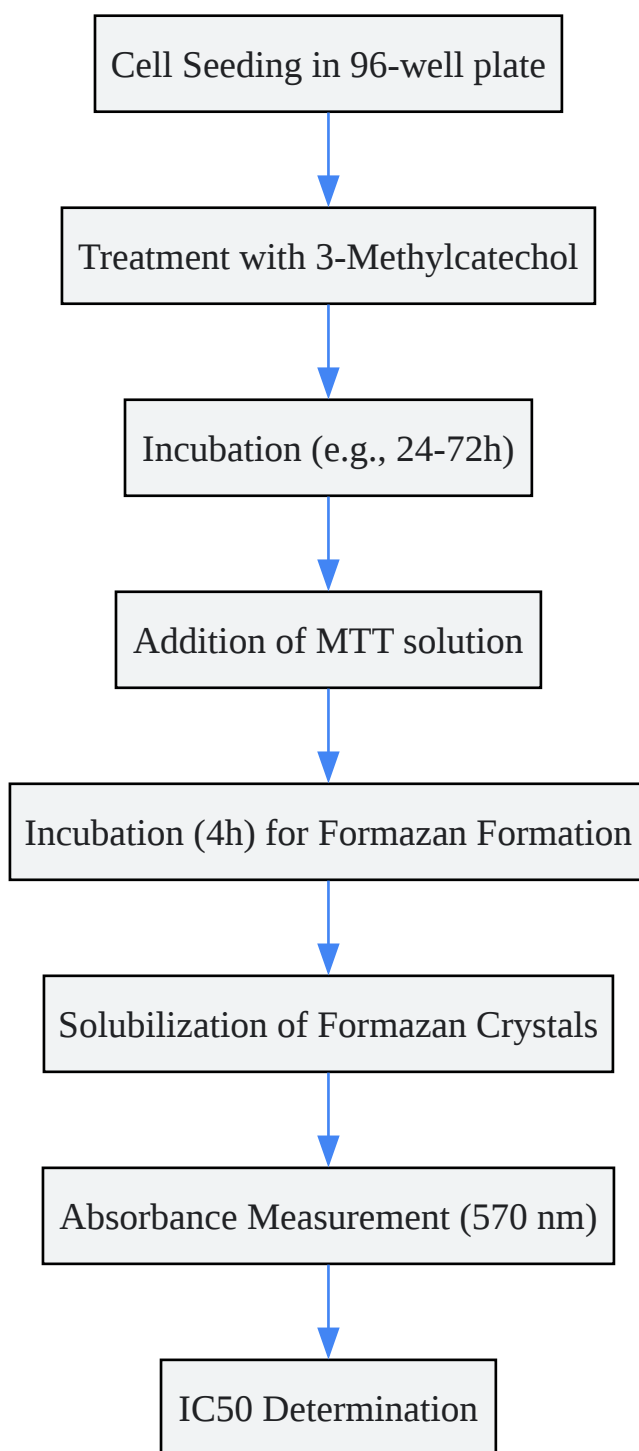 Cell Seeding in 96-well plate
Treatment with 3-Methylcatechol
Incubation (e.g., 24-72h)
Addition of MTT solution
Incubation (4h) for Formazan Formation
Solubilization of Formazan Crystals
Absorbance Measurement (570 nm)
IC50 Determination